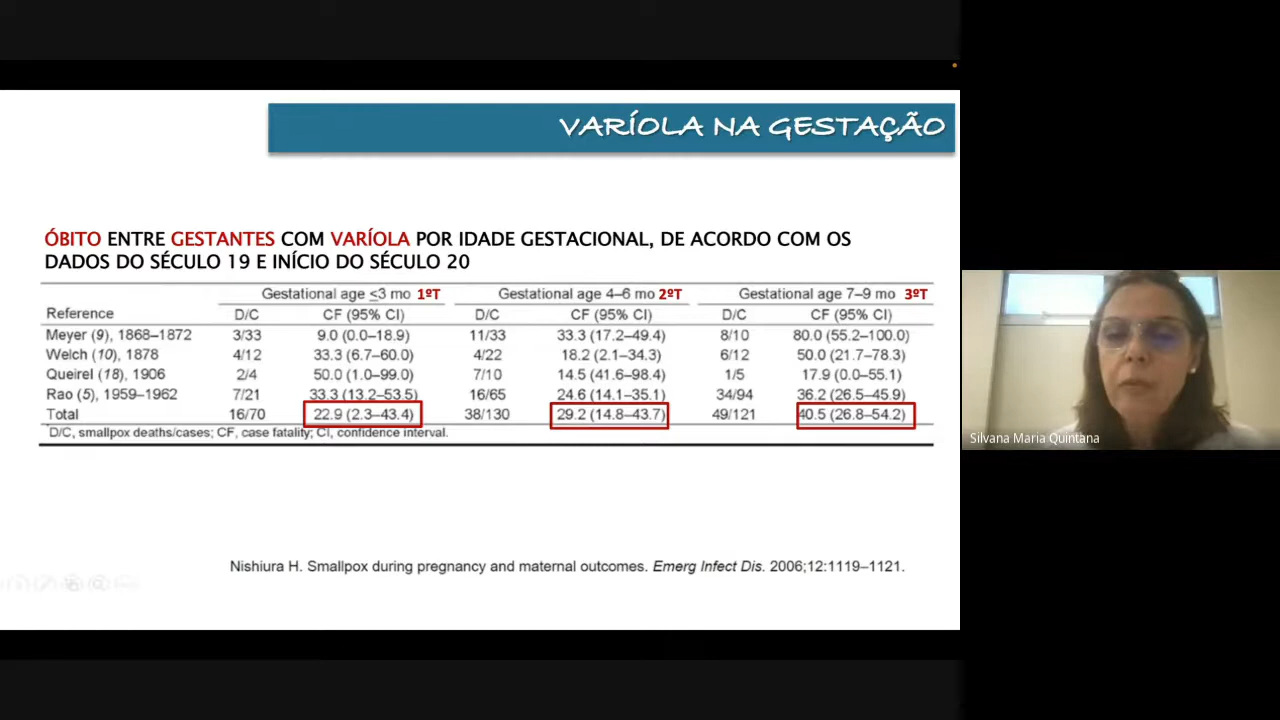 VARÍOLA NA GESTAÇÃO
ÓBITO ENTRE GESTANTES COM VARÍOLA POR IDADE GESTACIONAL, DE ACORDO COM OS
DADOS DO SÉCULO 19 E INÍCIO DO SÉCULO 20
Gestational age ≤3 mo 1ºT Gestational age 4–6 mo 2ºT Gestational age 7–9 mo 3ºT
Reference D/C CF (95% CI) D/C CF (95% CI) D/C CF (95% CI)
Meyer (9), 1868–1872 3/33 9.0 (0.0–18.9) 11/33 33.3 (17.2–49.4) 8/10 80.0 (55.2–100.0)
Welch (10), 1878 4/12 33.3 (6.7–60.0) 4/22 18.2 (2.1–34.3) 6/12 50.0 (21.7–78.3)
Queirel (18), 1906 2/4 50.0 (1.0–99.0) 7/10 14.5 (41.6–98.4) 1/5 17.9 (0.0–55.1)
Rao (5), 1959–1962 7/21 33.3 (13.2–53.5) 16/65 24.6 (14.1–35.1) 34/94 36.2 (26.5–45.9)
Total 16/70 22.9 (2.3–43.4) 38/130 29.2 (14.8–43.7) 49/121 40.5 (26.8–54.2)
D/C, smallpox deaths/cases; CF, case fatality; CI, confidence interval.
Nishiura H. Smallpox during pregnancy and maternal outcomes. Emerg Infect Dis. 2006;12:1119–1121.
Silvana Maria Quintana